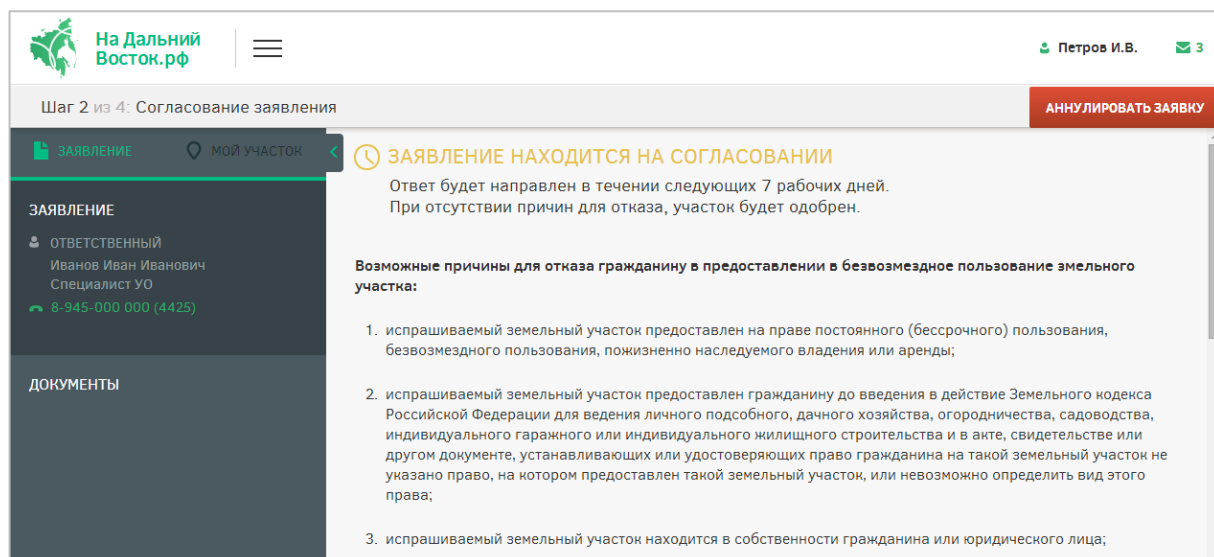 На Дальний
Восток.рф
Петров И.В.
3
Шаг 2 из 4: Согласование заявления
АННУЛИРОВАТЬ ЗАЯВКУ
ЗАЯВЛЕНИЕ
МОЙ УЧАСТОК
ЗАЯВЛЕНИЕ
ОТВЕТСТВЕННЫЙ
Иванов Иван Иванович
Специалист УО
8-945-000 000 (4425)
ДОКУМЕНТЫ
ЗАЯВЛЕНИЕ НАХОДИТСЯ НА СОГЛАСОВАНИИ
Ответ будет направлен в течении следующих 7 рабочих дней.
При отсутствии причин для отказа, участок будет одобрен.
Возможные причины для отказа гражданину в предоставлении в безвозмездное пользование змельного
участка:
1. испрашиваемый земельный участок предоставлен на праве постоянного (бессрочного) пользования,
безвозмездного пользования, пожизненно наследуемого владения или аренды;
2. испрашиваемый земельный участок предоставлен гражданину до введения в действие Земельного кодекса
Российской Федерации для ведения личного подсобного, дачного хозяйства, огородничества, садоводства,
индивидуального гаражного или индивидуального жилищного строительства и в акте, свидетельстве или
другом документе, устанавливающих или удостоверяющих право гражданина на такой земельный участок не
указано право, на котором предоставлен такой земельный участок, или невозможно определить вид этого
права;
3. испрашиваемый земельный участок находится в собственности гражданина или юридического лица;